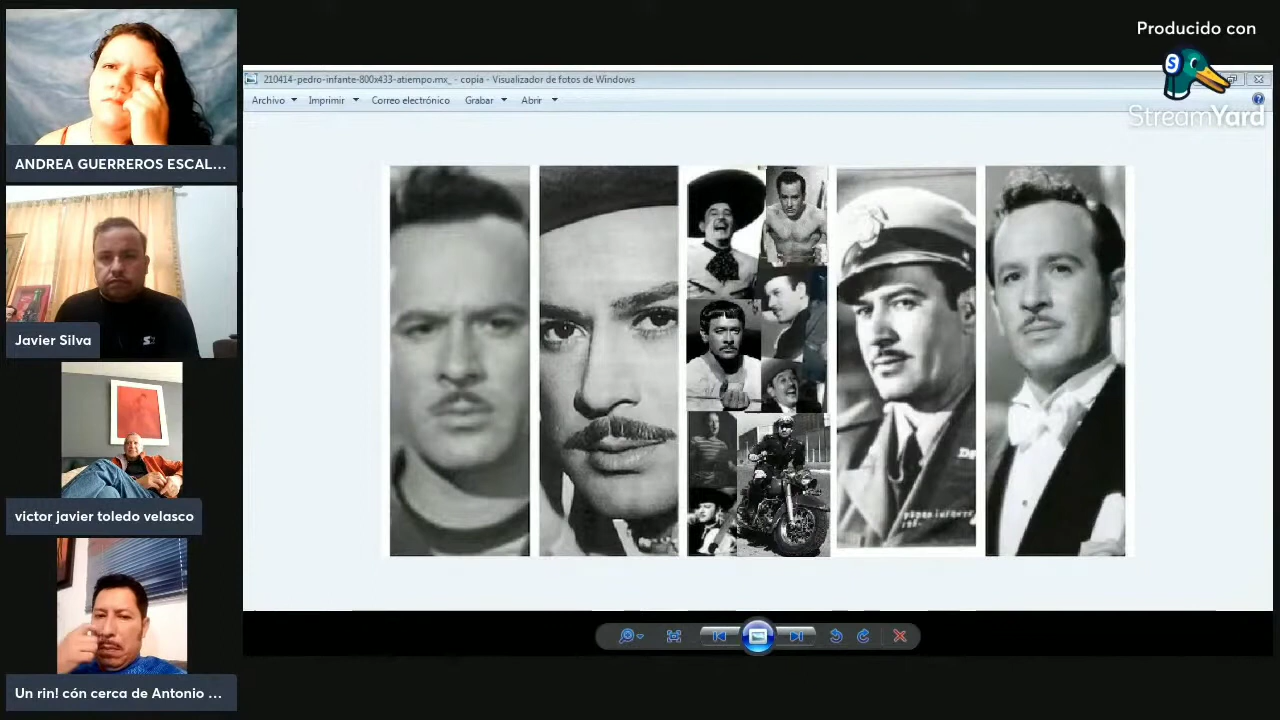 Producido con
StreamYard
210414-pedro-infante-800x433-atiempo.mx_ - copia - Visualizador de fotos de Windows
Archivo Imprimir Correo electrónico Grabar Abrir
ANDREA GUERREROS ESCAL...
Javier Silva
victor javier toledo velasco
Un rin! cón cerca de Antonio ...